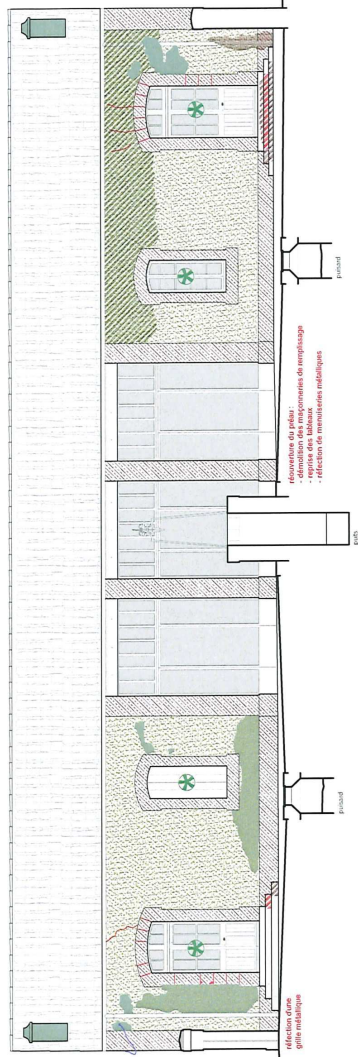 puisard
réouverture du préau :
- démolition des maçonneries de remplissage
- reprise des tableaux
- réfection de menuiseries métalliques
puits
puisard
réfection d'une
grille métallique